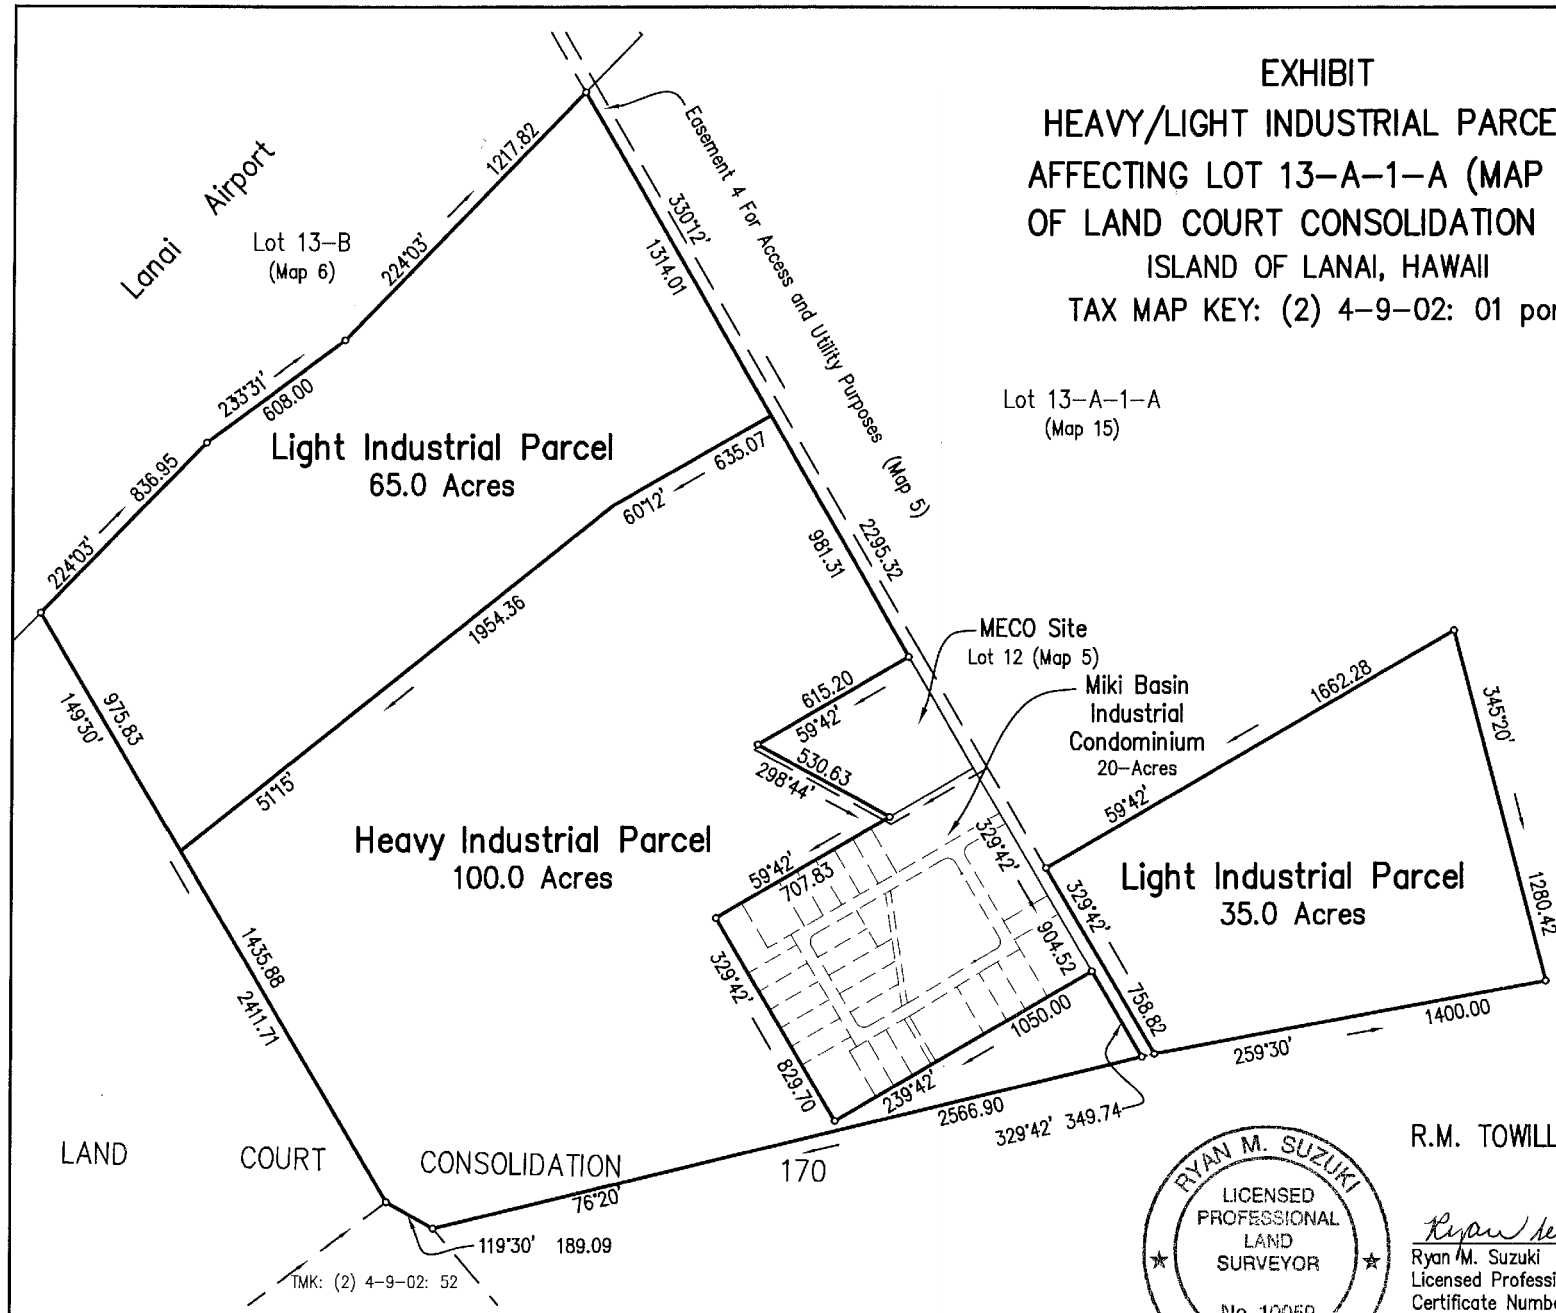 EXHIBIT
HEAVY/LIGHT INDUSTRIAL PARCE
AFFECTING LOT 13-A-1-A (MAP
OF LAND COURT CONSOLIDATION
ISLAND OF LANAI, HAWAII
TAX MAP KEY: (2) 4-9-02: 01 por
Lanai Airport
Lot 13-B
(Map 6)
224°03'
1217.82
233°31'
608.00
224°03'
836.95
Easement 4 For Access and Utility Purposes (Map 5)
330°12'
1314.01
Lot 13-A-1-A
(Map 15)
Light Industrial Parcel
65.0 Acres
635.07
60°12'
981.31
2295.32
1954.36
51°15'
975.83
149°30'
MECO Site
Lot 12 (Map 5)
Miki Basin
Industrial
Condominium
20-Acres
615.20
59°42'
530.63
298°44'
1662.28
59°42'
345°20'
1280.42
Heavy Industrial Parcel
100.0 Acres
59°42'
707.83
329°42'
904.52
329°42'
758.82
Light Industrial Parcel
35.0 Acres
1435.88
2411.71
329°42'
829.70
1050.00
239°42'
2566.90
329°42' 349.74
259°30'
1400.00
LAND COURT CONSOLIDATION 170
76°20'
119°30' 189.09
TMK: (2) 4-9-02: 52
R.M. TOWILL
RYAN M. SUZUKI
LICENSED
PROFESSIONAL
LAND
SURVEYOR
No. 10059
Ryan
Ryan M. Suzuki
Licensed Professi
Certificate Numbe